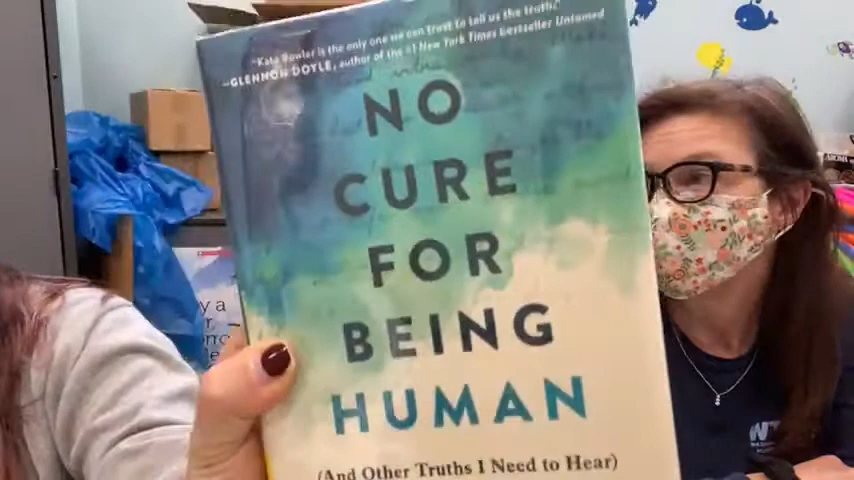 "Kate Bowler is the only one we can trust to tell us the truth."
—GLENNON DOYLE, author of the #1 New York Times bestseller Untamed
NO
CURE
FOR
BEING
HUMAN
(And Other Truths I Need to Hear)